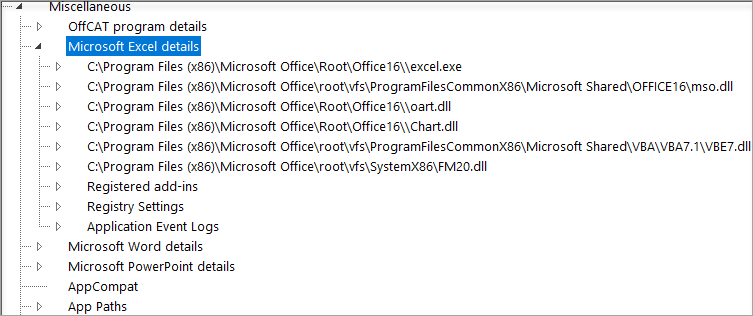 Miscellaneous
OffCAT program details
Microsoft Excel details
C:\Program Files (x86)\Microsoft Office\Root\Office16\\excel.exe
C:\Program Files (x86)\Microsoft Office\root\vfs\ProgramFilesCommonX86\Microsoft Shared\OFFICE16\mso.dll
C:\Program Files (x86)\Microsoft Office\Root\Office16\\oart.dll
C:\Program Files (x86)\Microsoft Office\Root\Office16\\Chart.dll
C:\Program Files (x86)\Microsoft Office\root\vfs\ProgramFilesCommonX86\Microsoft Shared\VBA\VBA7.1\VBE7.dll
C:\Program Files (x86)\Microsoft Office\root\vfs\SystemX86\FM20.dll
Registered add-ins
Registry Settings
Application Event Logs
Microsoft Word details
Microsoft PowerPoint details
AppCompat
App Paths